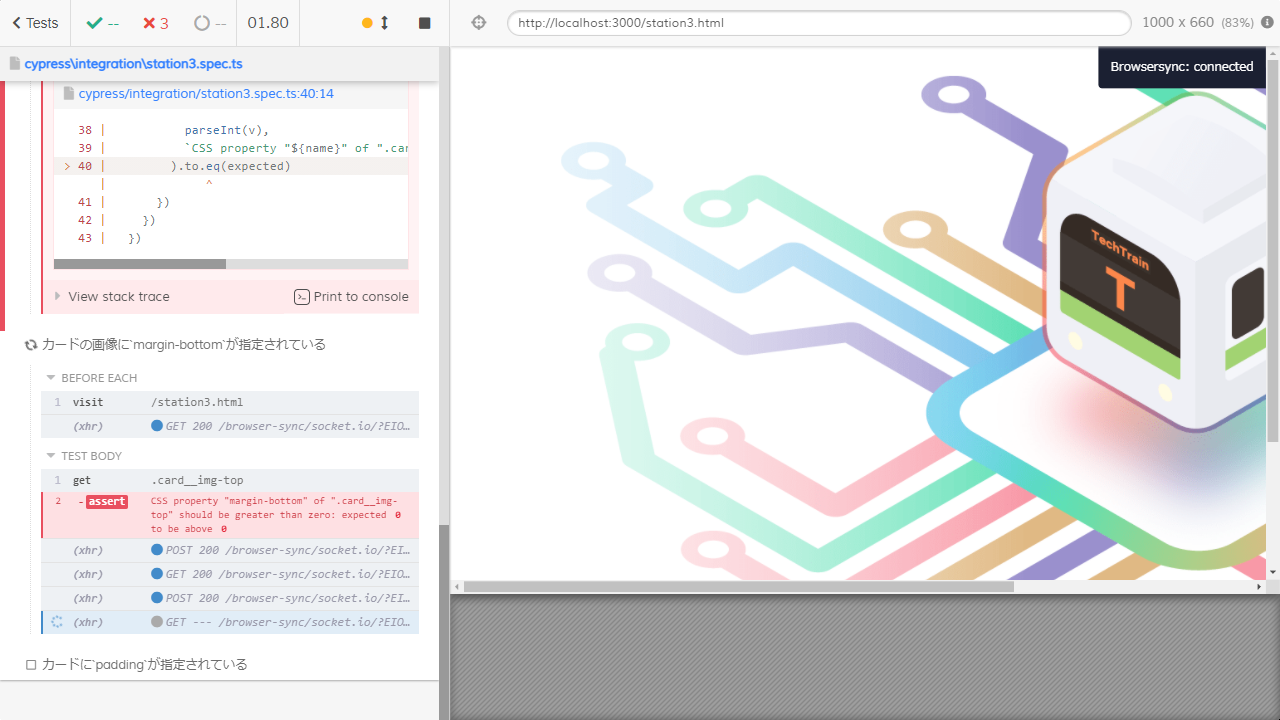 Tests -- 3 -- 01.80
http://localhost:3000/station3.html
1000 x 660 (83%)
cypress\integration\station3.spec.ts
cypress/integration/station3.spec.ts:40:14
38 | parseInt(v),
39 | `CSS property "${name}" of ".car
> 40 | ).to.eq(expected)
| ^
41 | })
42 | })
43 | })
View stack trace
Print to console
カードの画像に`margin-bottom`が指定されている
BEFORE EACH
1 visit /station3.html
(xhr) GET 200 /browser-sync/socket.io/?EIO…
TEST BODY
1 get .card__img-top
2 -assert CSS property "margin-bottom" of ".card__img-
top" should be greater than zero: expected 0
to be above 0
(xhr) POST 200 /browser-sync/socket.io/?EI…
(xhr) GET 200 /browser-sync/socket.io/?EIO…
(xhr) POST 200 /browser-sync/socket.io/?EI…
(xhr) GET --- /browser-sync/socket.io/?EIO…
カードに`padding`が指定されている
Browsersync: connected
TechTrain
T